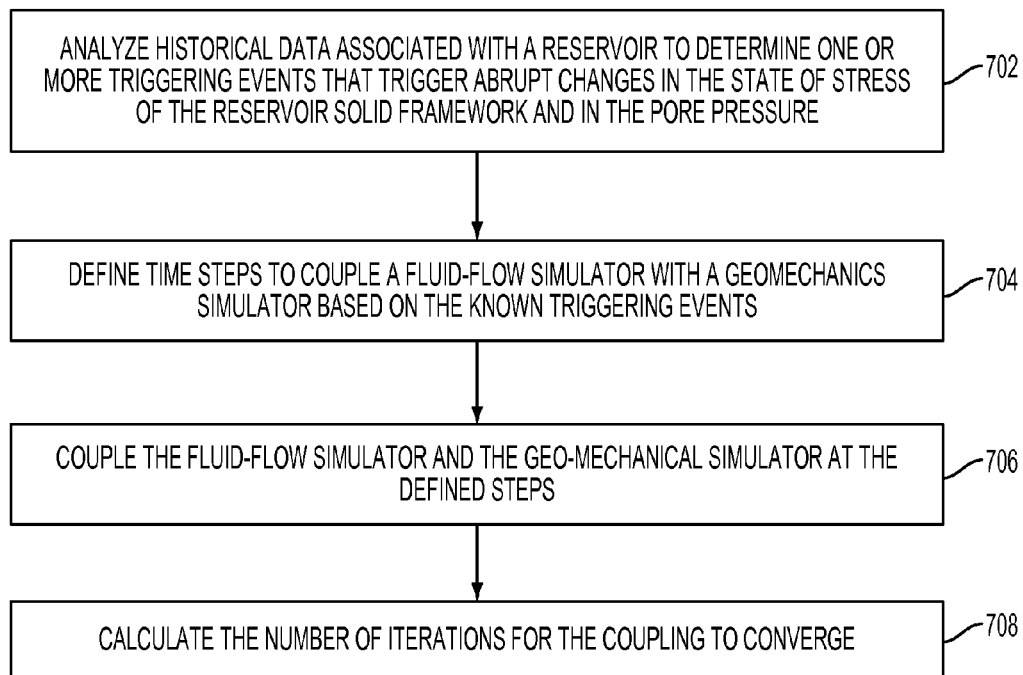 ANALYZE HISTORICAL DATA ASSOCIATED WITH A RESERVOIR TO DETERMINE ONE OR
MORE TRIGGERING EVENTS THAT TRIGGER ABRUPT CHANGES IN THE STATE OF STRESS
OF THE RESERVOIR SOLID FRAMEWORK AND IN THE PORE PRESSURE
702
DEFINE TIME STEPS TO COUPLE A FLUID-FLOW SIMULATOR WITH A GEOMECHANICS
SIMULATOR BASED ON THE KNOWN TRIGGERING EVENTS
704
COUPLE THE FLUID-FLOW SIMULATOR AND THE GEO-MECHANICAL SIMULATOR AT THE
DEFINED STEPS
706
CALCULATE THE NUMBER OF ITERATIONS FOR THE COUPLING TO CONVERGE
708